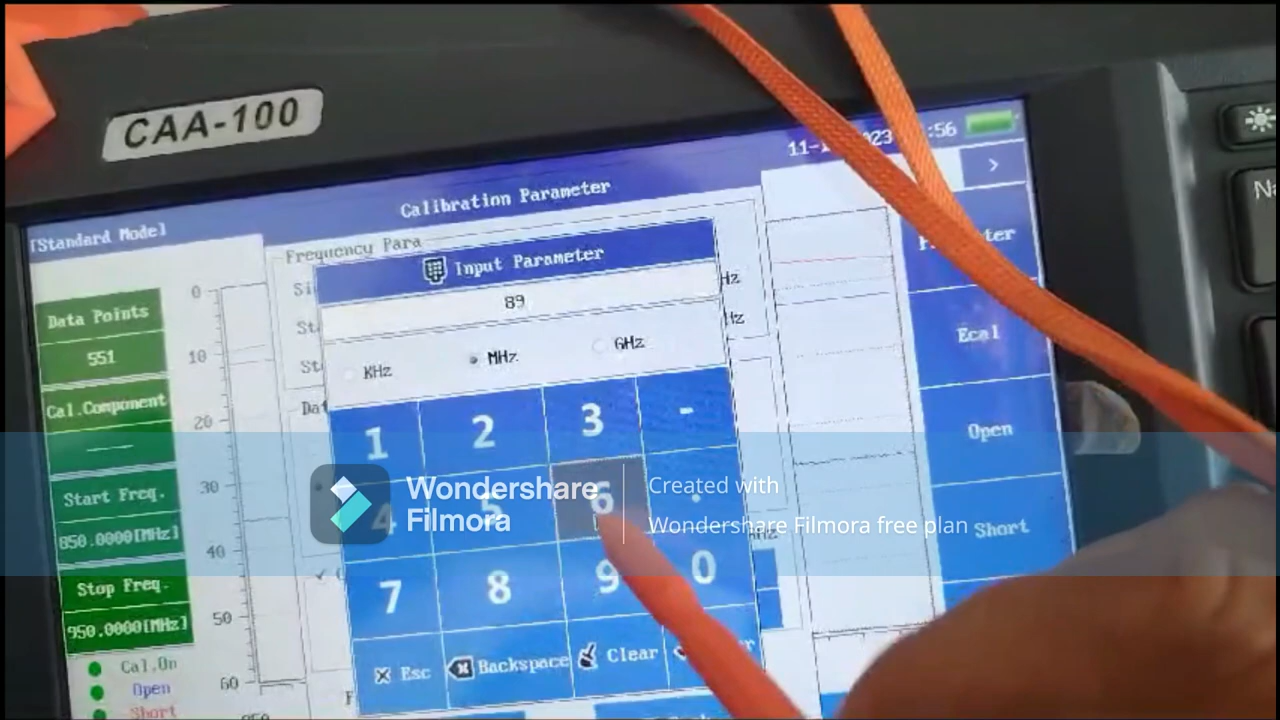 CAA-100
[Standard Mode]
Calibration Parameter
Frequency Para
Input Parameter
89
KHz
MHz
GHz
1
2
3
-
4
5
6
.
7
8
9
0
Esc
Backspace
Clear
Data Points
551
Cal.Component
Start Freq.
850.0000[MHz]
Stop Freq.
950.0000[MHz]
Cal.On
Open
Short
0
10
20
30
40
50
60
Ecal
Open
Short
Wondershare
Filmora
Created with
Wondershare Filmora free plan